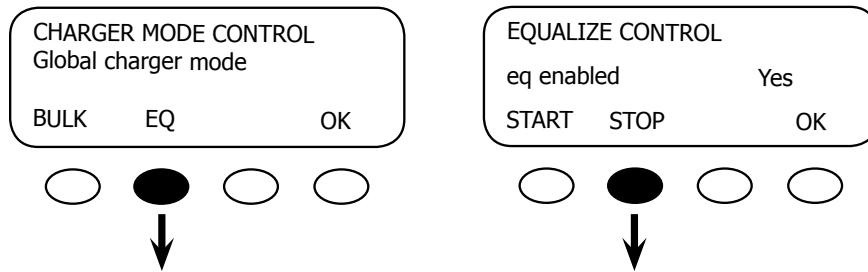 CHARGER MODE CONTROL
Global charger mode
BULK EQ OK
EQUALIZE CONTROL
eq enabled Yes
START STOP OK